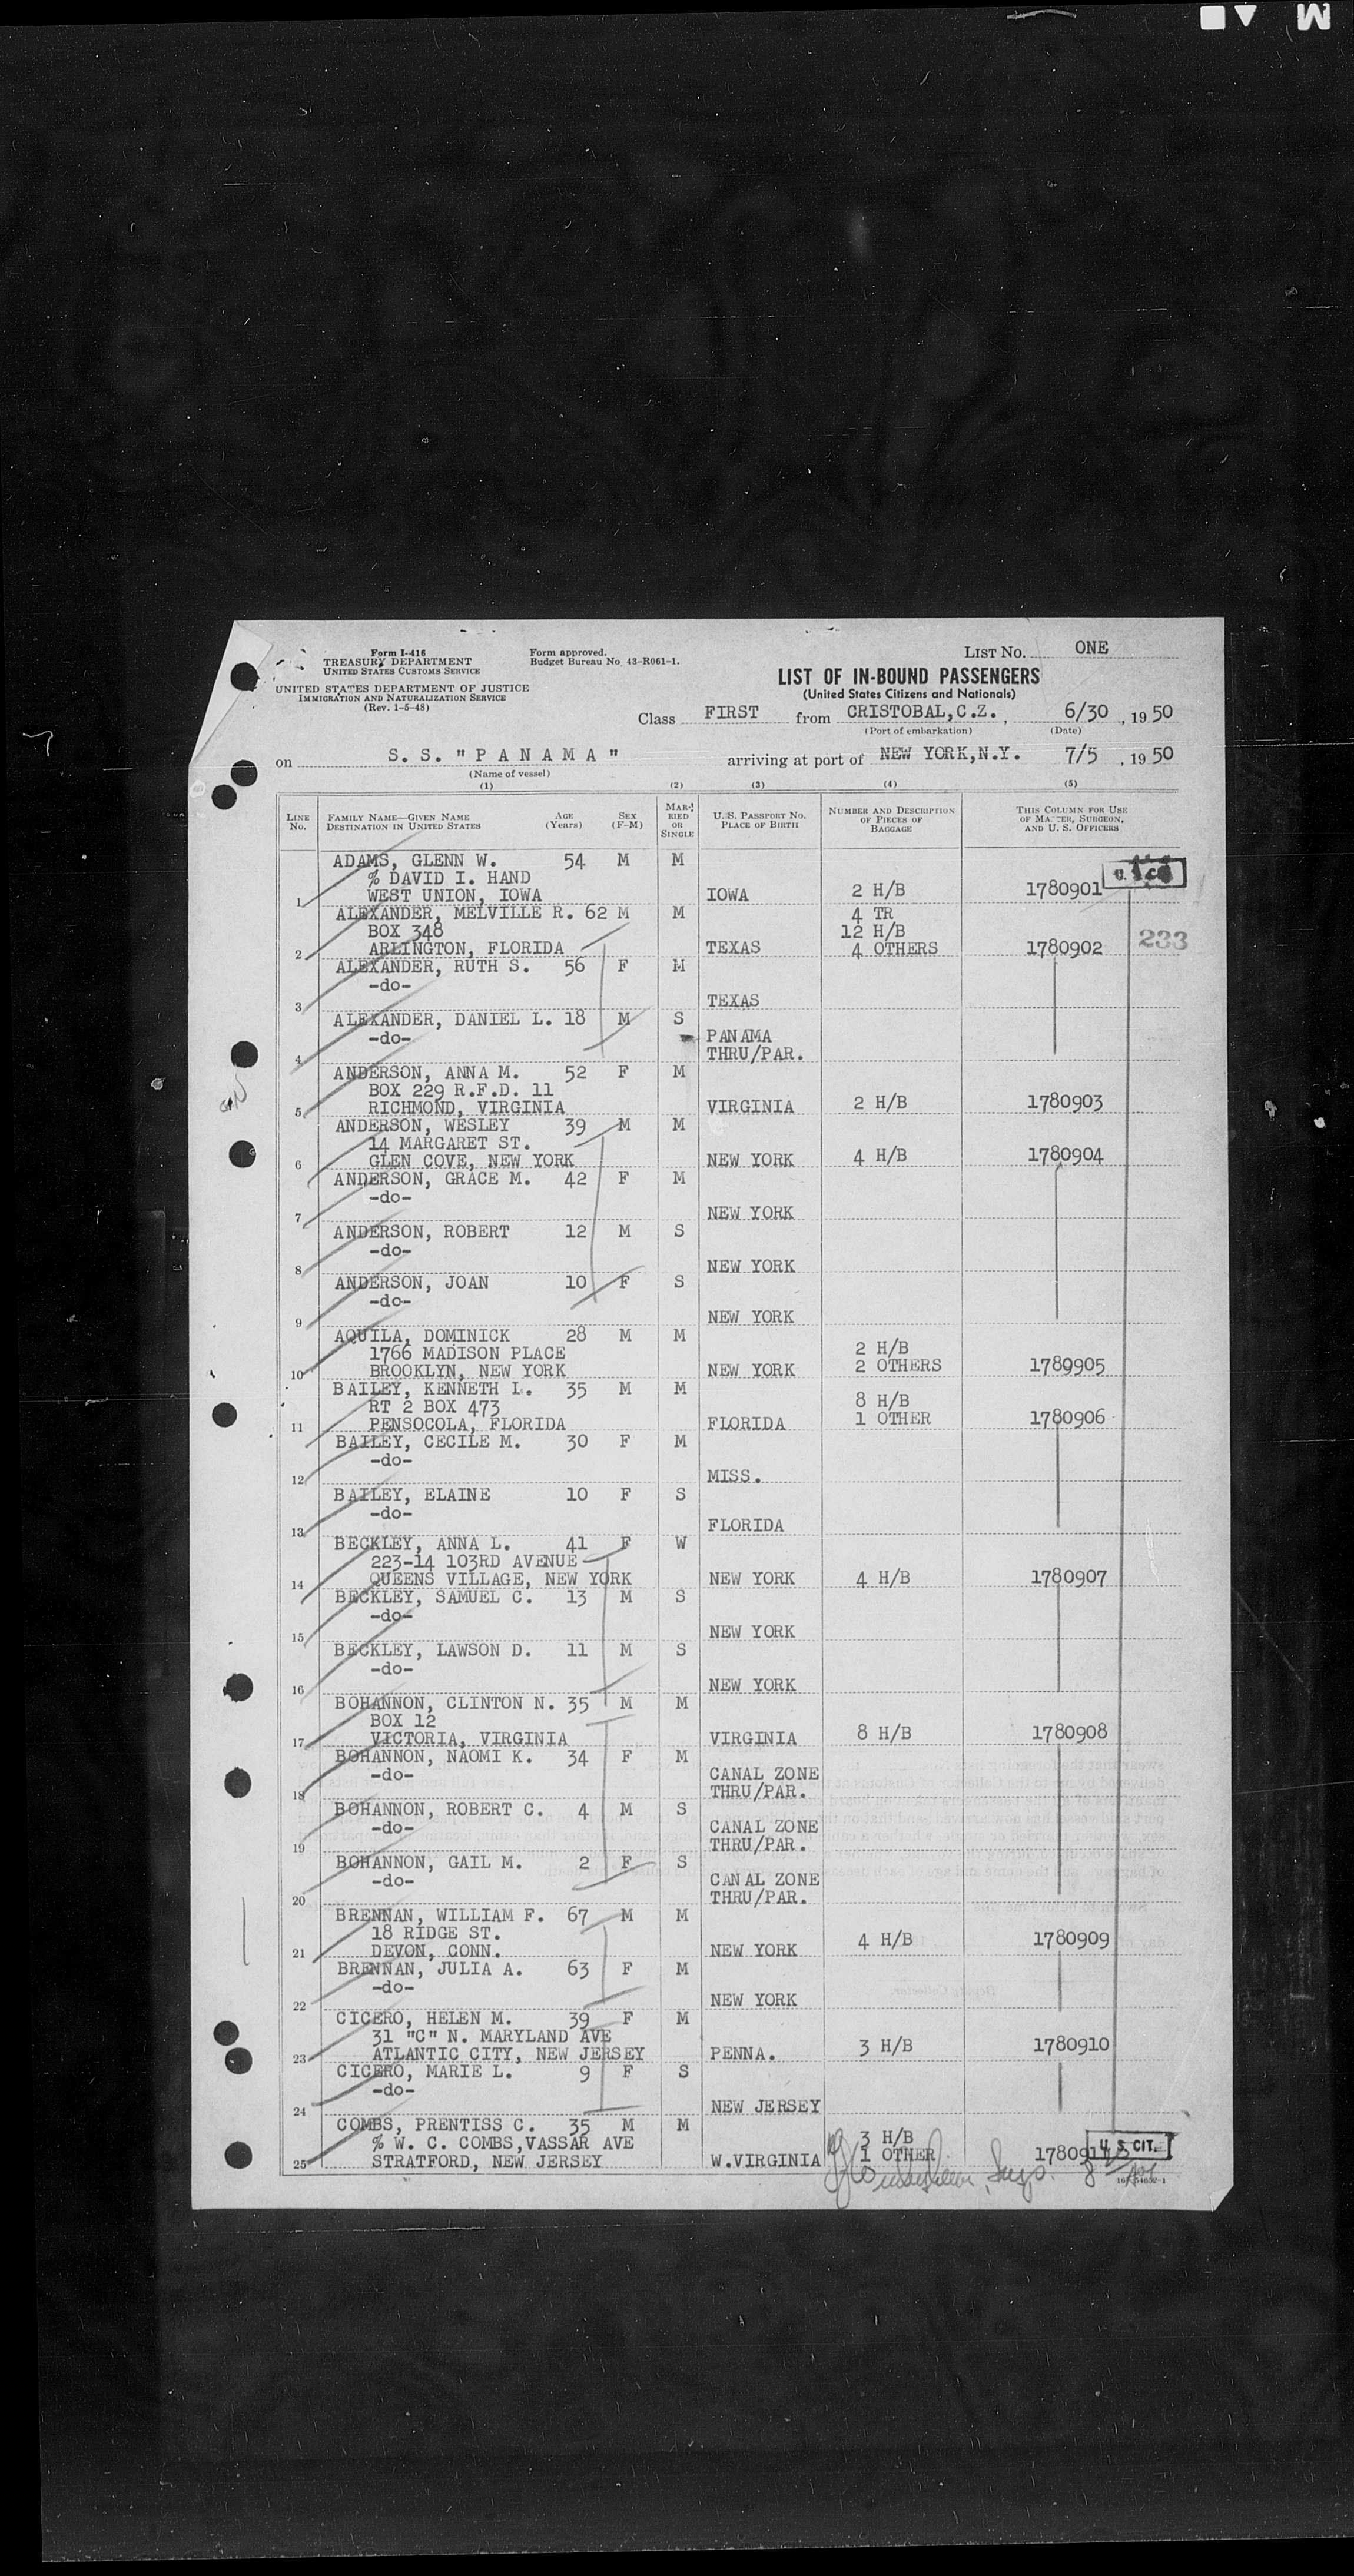 Form I-416
TREASURY DEPARTMENT
UNITED STATES CUSTOMS SERVICE
UNITED STATES DEPARTMENT OF JUSTICE
IMMIGRATION AND NATURALIZATION SERVICE
(Rev. 1-5-48)
Form approved.
Budget Bureau No. 43-R061-1.
LIST NO. ONE
LIST OF IN-BOUND PASSENGERS
(United States Citizens and Nationals)
Class FIRST from CRISTOBAL, C.Z., 6/30, 1950
(Port of embarkation) (Date)
on S. S. "P A N A M A" arriving at port of NEW YORK, N.Y. 7/5, 1950
(Name of vessel)
(1) (2) (3) (4) (5)
LINE No. FAMILY NAME—GIVEN NAME DESTINATION IN UNITED STATES AGE (Years) SEX (F-M) MARRIED OR SINGLE U. S. PASSPORT NO. PLACE OF BIRTH NUMBER AND DESCRIPTION OF PIECES OF BAGGAGE THIS COLUMN FOR USE OF MASTER, SURGEON, AND U. S. OFFICERS
ADAMS, GLENN W. 54 M M
% DAVID I. HAND
1 WEST UNION, IOWA IOWA 2 H/B 1780901
ALEXANDER, MELVILLE R. 62 M M 4 TR
BOX 348 12 H/B
2 ARLINGTON, FLORIDA TEXAS 4 OTHERS 1780902 233
ALEXANDER, RUTH S. 56 F M
-do-
3 TEXAS
ALEXANDER, DANIEL L. 18 M S
-do- PANAMA
4 THRU/PAR.
ANDERSON, ANNA M. 52 F M
BOX 229 R.F.D. 11
5 RICHMOND, VIRGINIA VIRGINIA 2 H/B 1780903
ANDERSON, WESLEY 39 M M
14 MARGARET ST.
6 GLEN COVE, NEW YORK NEW YORK 4 H/B 1780904
ANDERSON, GRACE M. 42 F M
-do-
7 NEW YORK
ANDERSON, ROBERT 12 M S
-do-
8 NEW YORK
ANDERSON, JOAN 10 F S
-do-
9 NEW YORK
AQUILA, DOMINICK 28 M M
1766 MADISON PLACE 2 H/B
10 BROOKLYN, NEW YORK NEW YORK 2 OTHERS 1780905
BAILEY, KENNETH L. 35 M M
RT 2 BOX 473 8 H/B
11 PENSOCOLA, FLORIDA FLORIDA 1 OTHER 1780906
BAILEY, CECILE M. 30 F M
-do-
12 MISS.
BAILEY, ELAINE 10 F S
-do-
13 FLORIDA
BECKLEY, ANNA L. 41 F W
223-14 103RD AVENUE
14 QUEENS VILLAGE, NEW YORK NEW YORK 4 H/B 1780907
BECKLEY, SAMUEL C. 13 M S
-do-
15 NEW YORK
BECKLEY, LAWSON D. 11 M S
-do-
16 NEW YORK
BOHANNON, CLINTON N. 35 M M
BOX 12
17 VICTORIA, VIRGINIA VIRGINIA 8 H/B 1780908
BOHANNON, NAOMI K. 34 F M
-do- CANAL ZONE
18 THRU/PAR.
BOHANNON, ROBERT C. 4 M S
-do- CANAL ZONE
19 THRU/PAR.
BOHANNON, GAIL M. 2 F S
-do- CANAL ZONE
20 THRU/PAR.
BRENNAN, WILLIAM F. 67 M M
18 RIDGE ST.
21 DEVON, CONN. NEW YORK 4 H/B 1780909
BRENNAN, JULIA A. 63 F M
-do-
22 NEW YORK
CICERO, HELEN M. 39 F M
31 "C" N. MARYLAND AVE
23 ATLANTIC CITY, NEW JERSEY PENNA. 3 H/B 1780910
CICERO, MARIE L. 9 F S
-do-
24 NEW JERSEY
COMBS, PRENTISS C. 35 M M
% W. C. COMBS, VASSAR AVE 3 H/B
25 STRATFORD, NEW JERSEY W.VIRGINIA 1 OTHER 1780911 U. S. CIT.